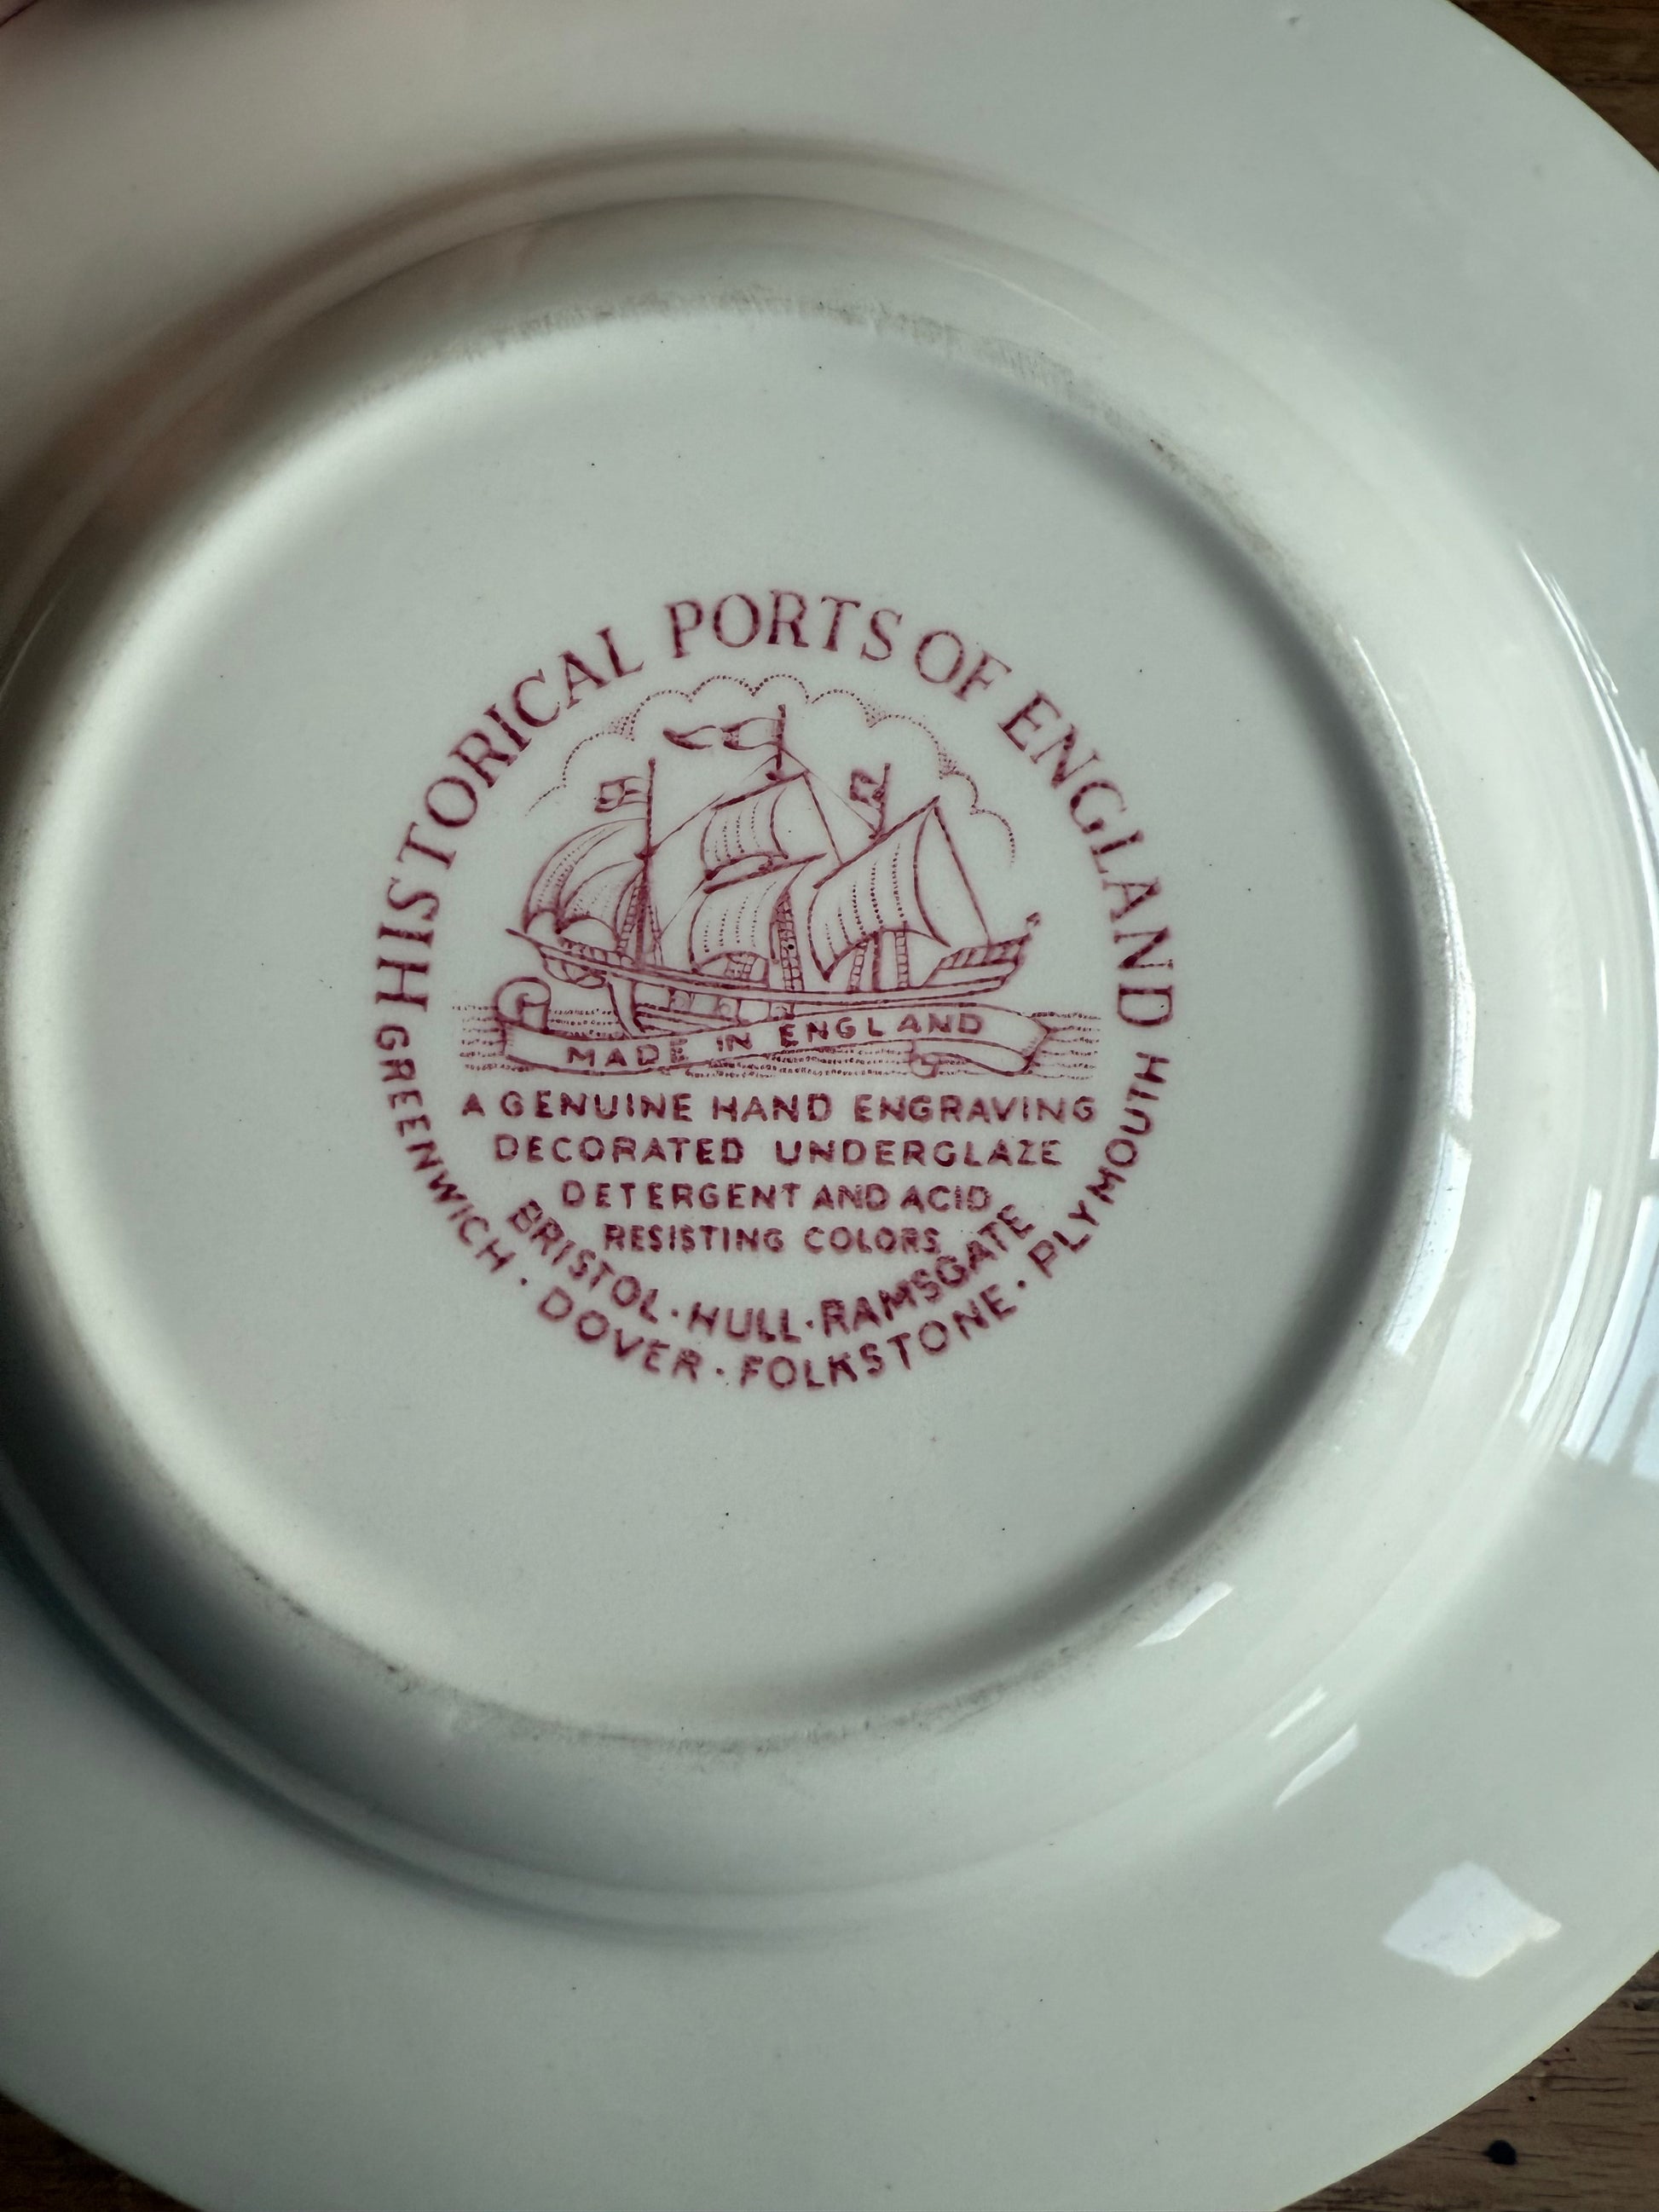 HISTORICAL PORTS OF ENGLAND
MADE IN ENGLAND
A GENUINE HAND ENGRAVING
DECORATED UNDERGLAZE
DETERGENT AND ACID
RESISTING COLORS
BRISTOL · HULL · RAMSGATE
GREENWICH · DOVER · FOLKSTONE · PLYMOUTH